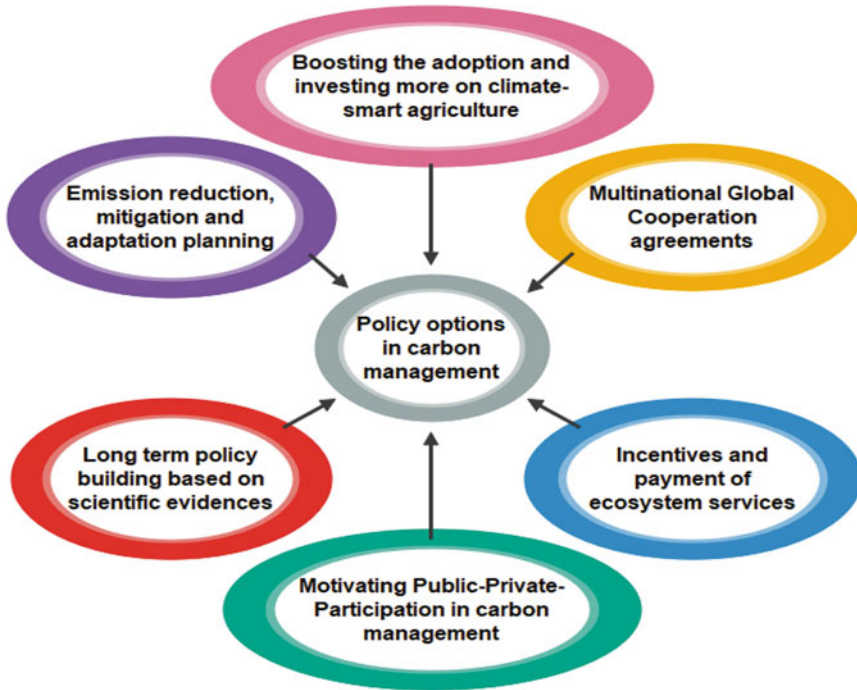 Boosting the adoption and
investing more on climate-
smart agriculture
Emission reduction,
mitigation and
adaptation planning
Multinational Global
Cooperation
agreements
Policy options
in carbon
management
Long term policy
building based on
scientific evidences
Incentives and
payment of
ecosystem services
Motivating Public-Private-
Participation in carbon
management